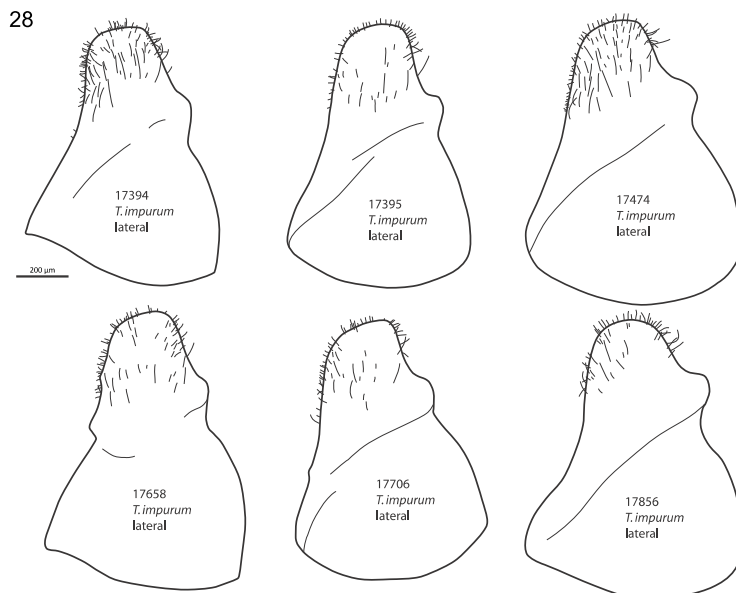 28
17394
T. impurum
lateral
17395
T. impurum
lateral
17474
T. impurum
lateral
200 µm
17658
T. impurum
lateral
17706
T. impurum
lateral
17856
T. impurum
lateral